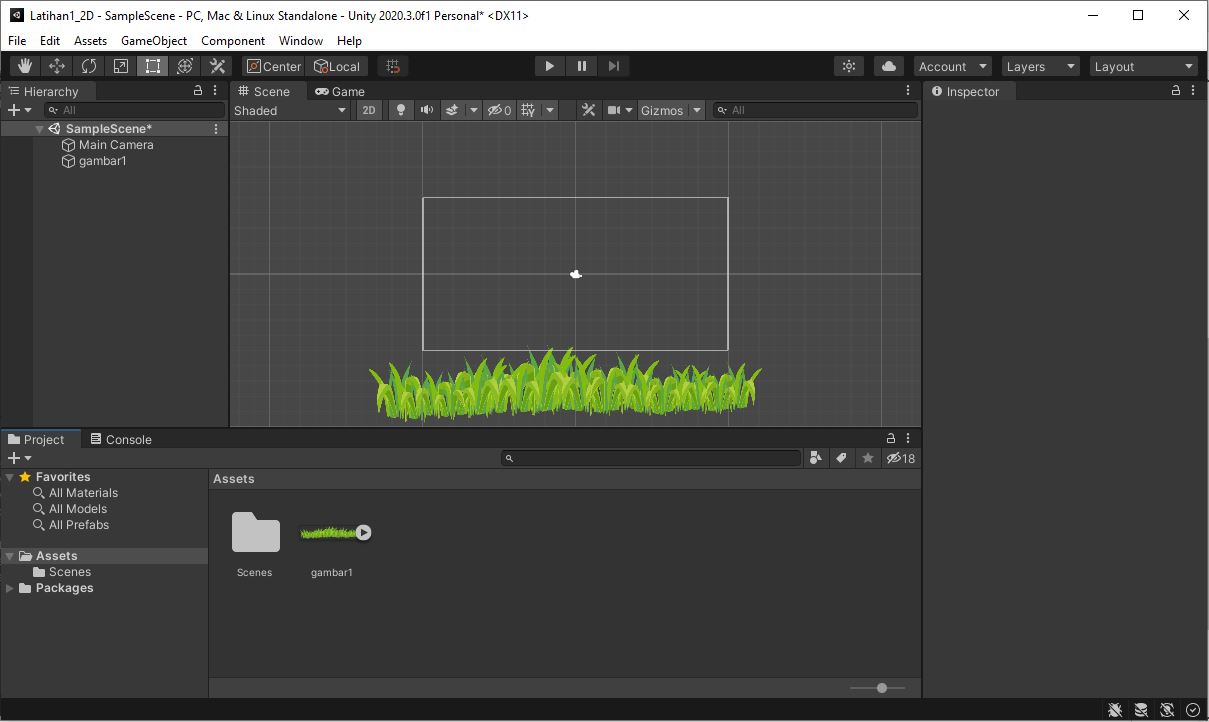 Latihan1_2D - SampleScene - PC, Mac & Linux Standalone - Unity 2020.3.0f1 Personal* <DX11>
File Edit Assets GameObject Component Window Help
Center Local Account Layers Layout
Hierarchy
All
SampleScene*
Main Camera
gambar1
Scene Game
Shaded 2D 0 Gizmos All
Inspector
Project Console
18
Favorites
All Materials
All Models
All Prefabs
Assets
Scenes
Packages
Assets
Scenes gambar1